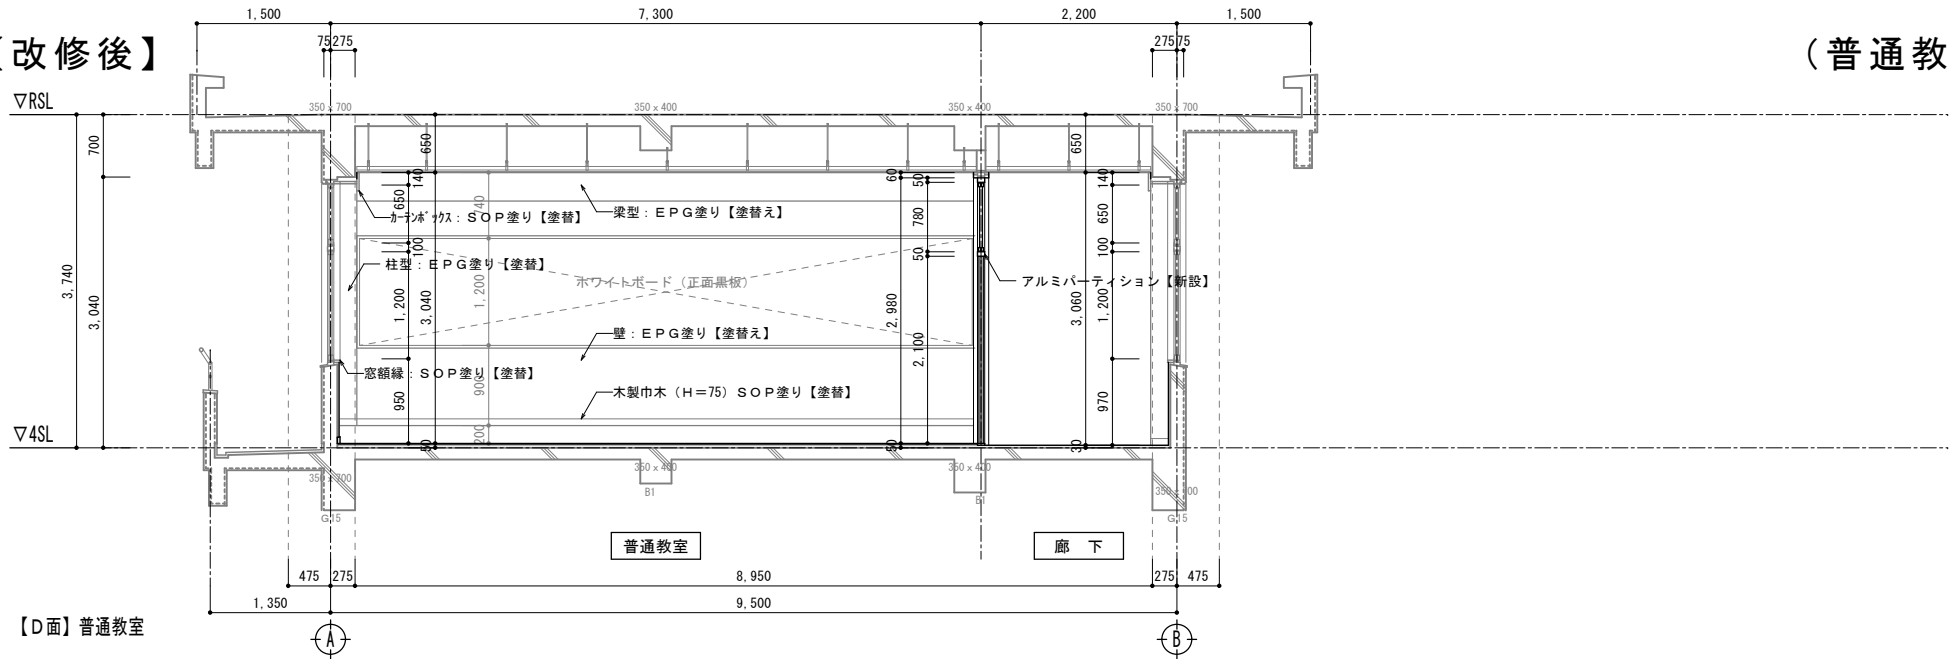 1,500
7,300
2,200
1,500
75
275
275
75
【改修後】
（普通教
▽RSL
350 x 700
350 x 400
350 x 400
350 x 700
700
650
650
140
60
50
140
650
40
780
650
カーテンボックス：ＳＯＰ塗り【塗替】
梁型：ＥＰＧ塗り【塗替え】
100
50
100
柱型：ＥＰＧ塗り【塗替】
ホワイトボード（正面黒板）
アルミパーティション【新設】
3,740
3,040
1,200
3,040
1,200
2,980
2,100
3,060
1,200
壁：ＥＰＧ塗り【塗替え】
窓額縁：ＳＯＰ塗り【塗替】
950
900
木製巾木（H＝75）ＳＯＰ塗り【塗替】
970
▽4SL
50
200
50
30
350 x 700
350 x 400
350 x 400
B1
B1
G15
G15
普通教室
廊　下
475
275
8,950
275
475
1,350
9,500
【Ｄ面】普通教室
A
B